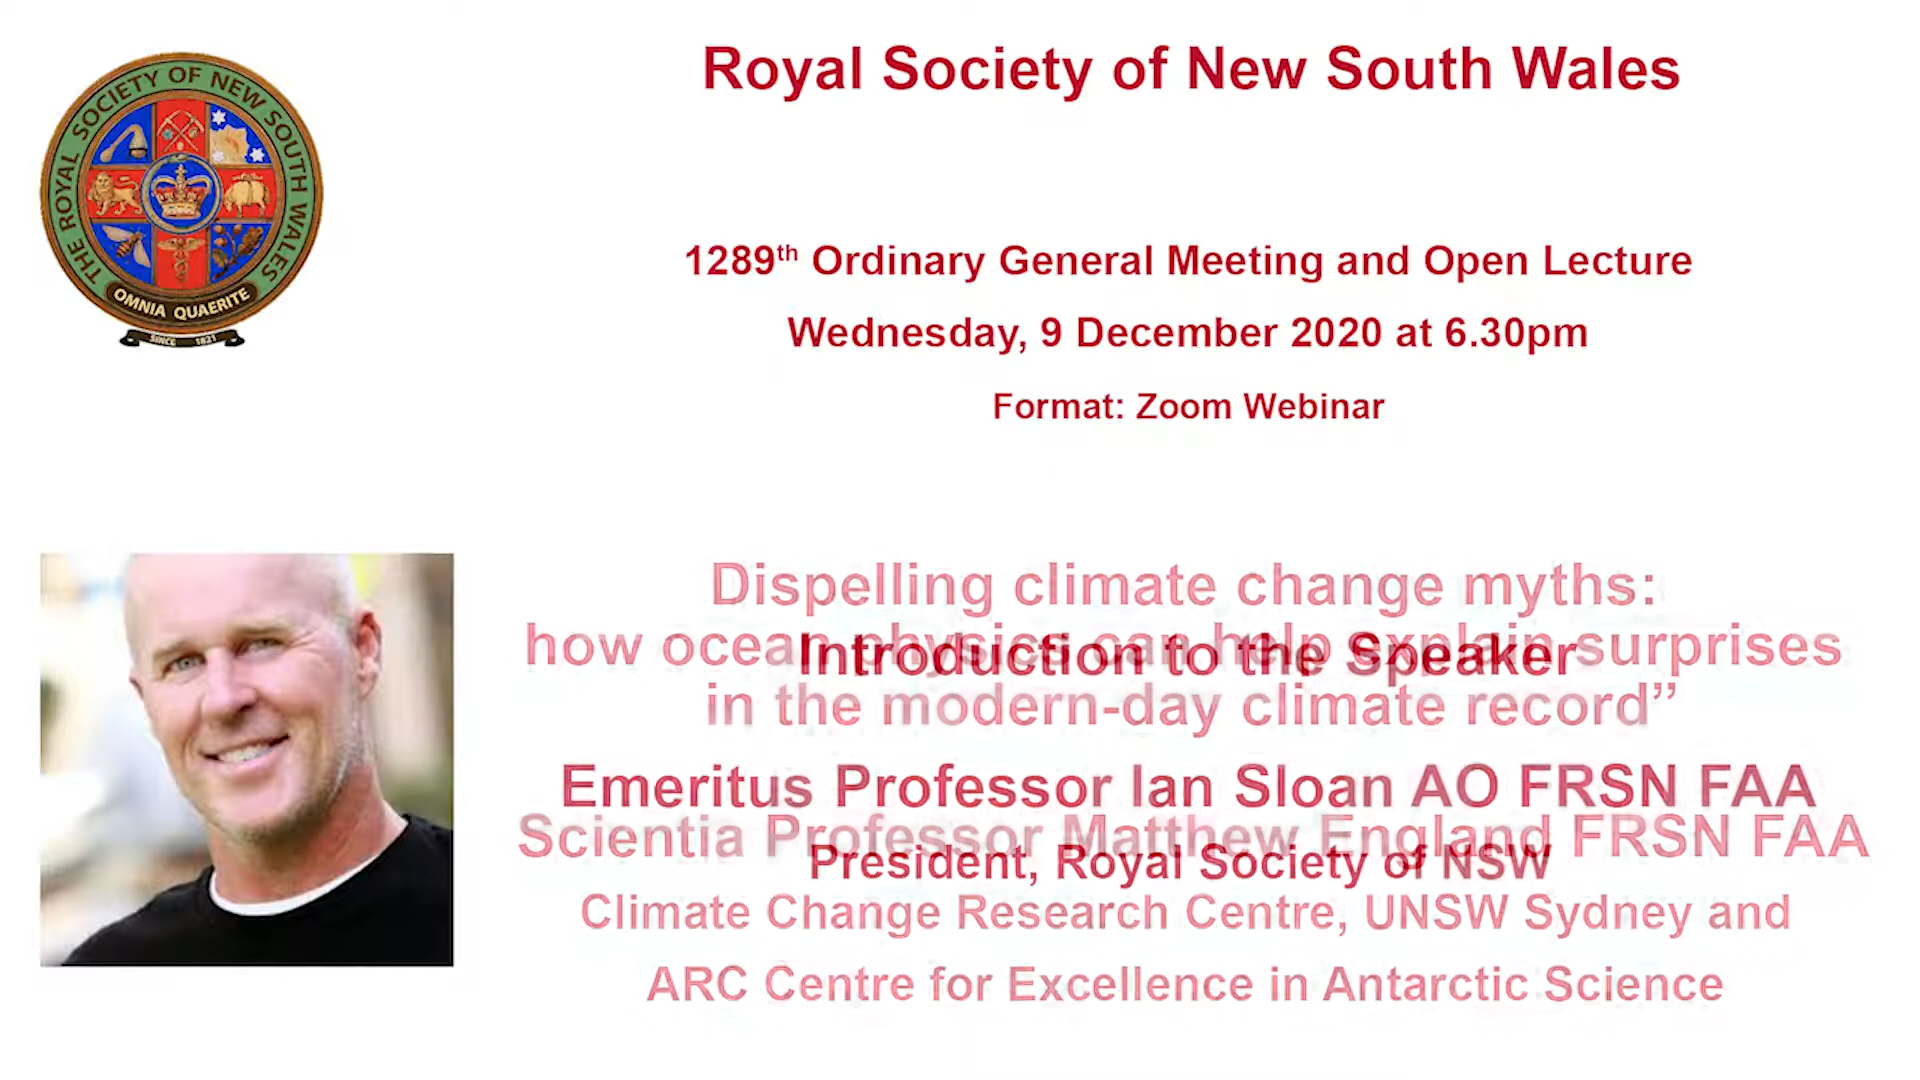 THE ROYAL SOCIETY OF NEW SOUTH WALES
OMNIA QUAERITE
SINCE 1821
Royal Society of New South Wales
1289th Ordinary General Meeting and Open Lecture
Wednesday, 9 December 2020 at 6.30pm
Format: Zoom Webinar
Dispelling climate change myths:
how ocean physics can help explain surprises
Introduction to the Speaker
in the modern-day climate record”
Emeritus Professor Ian Sloan AO FRSN FAA
Scientia Professor Matthew England FRSN FAA
President, Royal Society of NSW
Climate Change Research Centre, UNSW Sydney and
ARC Centre for Excellence in Antarctic Science